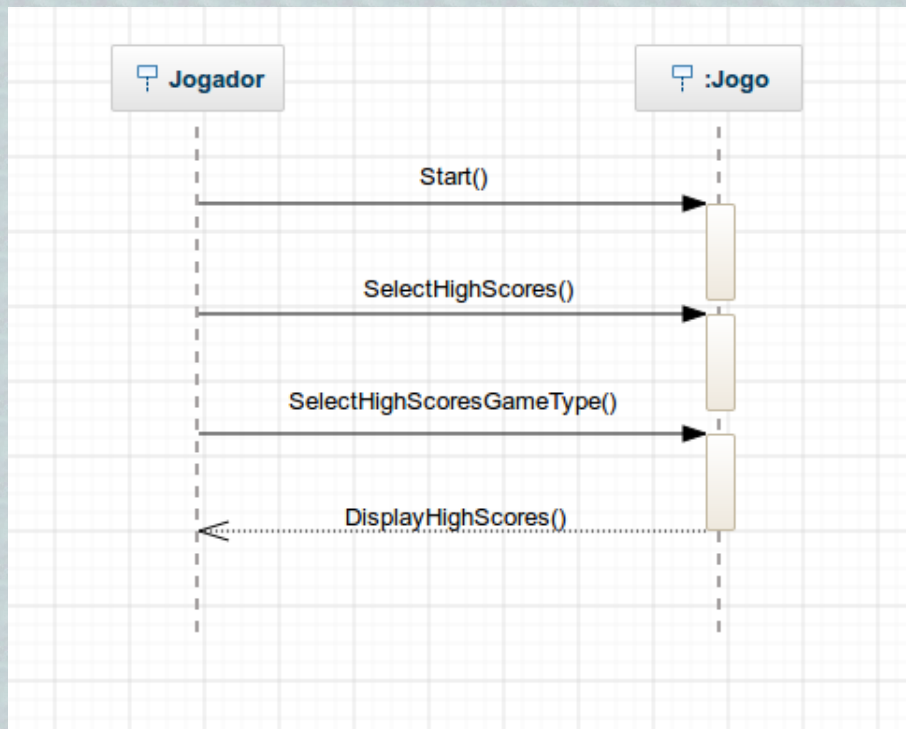 Jogador
:Jogo
Start()
SelectHighScores()
SelectHighScoresGameType()
DisplayHighScores()